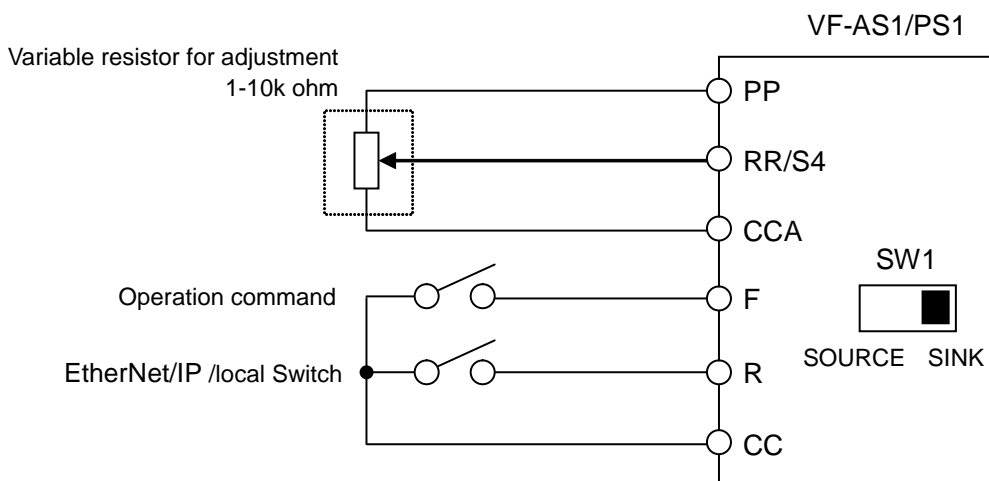 VF-AS1/PS1
Variable resistor for adjustment
1-10k ohm
PP
RR/S4
CCA
SW1
Operation command
F
EtherNet/IP /local Switch
R
SOURCE SINK
CC